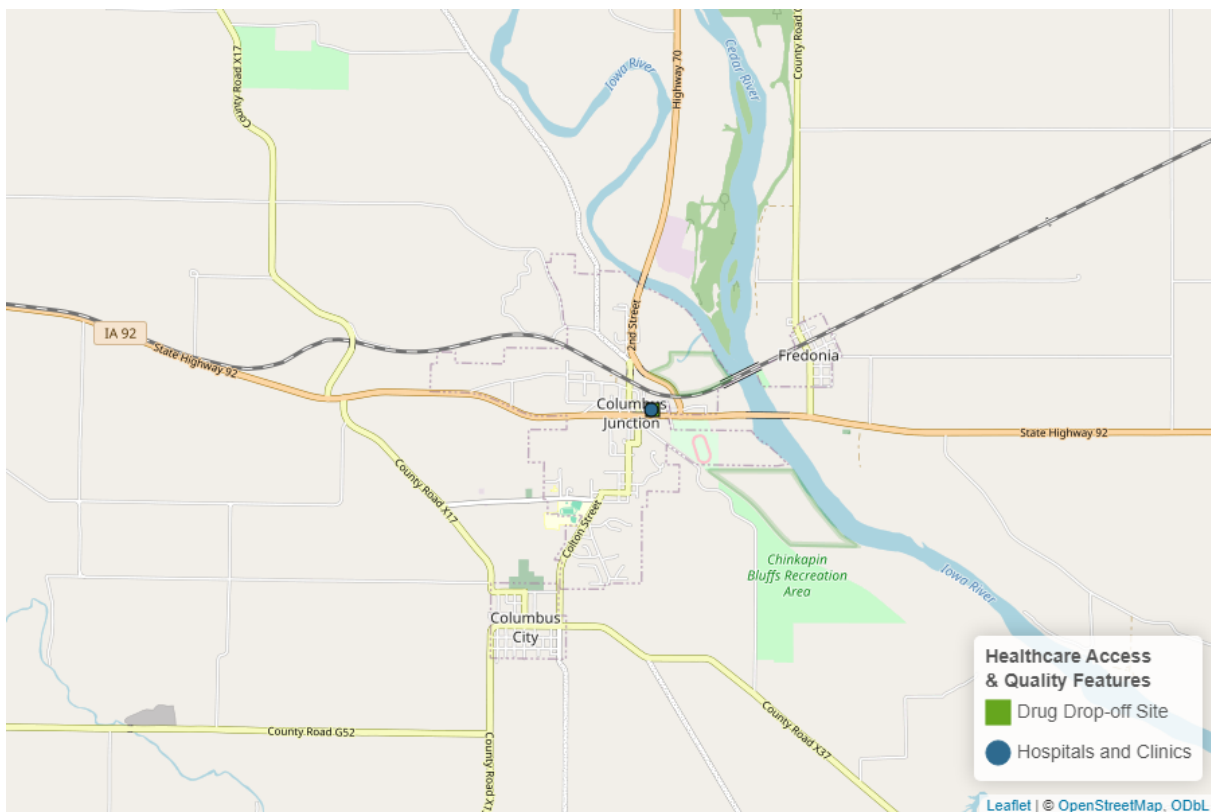 County Road X17
Iowa River
Highway 70
Cedar River
IA 92
State Highway 92
2nd Street
Fredonia
Columbus
Junction
State Highway 92
County Road X17
Colton Street
Chinkapin
Bluffs Recreation
Area
Iowa River
Columbus
City
County Road G52
County Road X37
Healthcare Access
& Quality Features
Drug Drop-off Site
Hospitals and Clinics
Leaflet | © OpenStreetMap, ODbL